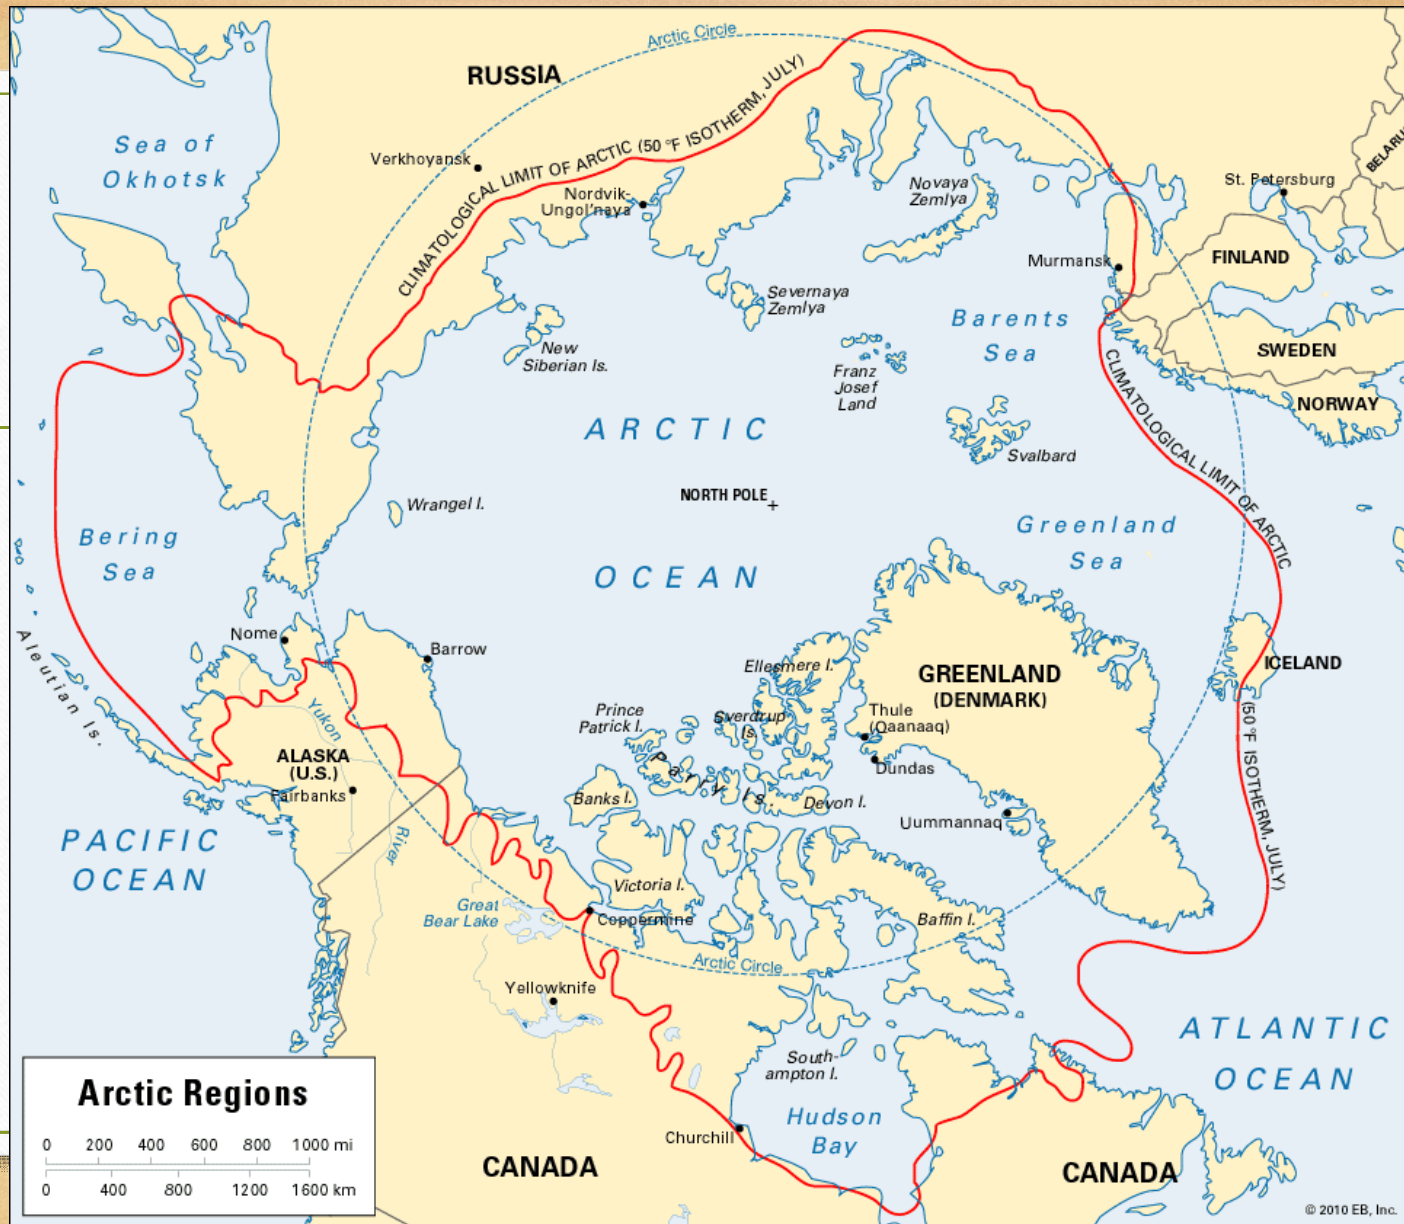 Arctic Circle
RUSSIA
CLIMATOLOGICAL LIMIT OF ARCTIC (50 °F ISOTHERM, JULY)
Sea of
Okhotsk
Verkhoyansk
Nordvik-
Ungol'naya
Novaya
Zemlya
St. Petersburg
BELARU
FINLAND
Murmansk
Severnaya
Zemlya
Barents
Sea
New
Siberian Is.
Franz
Josef
Land
SWEDEN
NORWAY
CLIMATOLOGICAL LIMIT OF ARCTIC
ARCTIC
Svalbard
NORTH POLE
Wrangel I.
Bering
Sea
Greenland
Sea
OCEAN
Aleutian Is.
Nome
Barrow
Ellesmere I.
GREENLAND
(DENMARK)
ICELAND
(50 °F ISOTHERM, JULY)
Yukon
River
Prince
Patrick I.
Sverdrup
Is.
Thule
(Qaanaaq)
Dundas
ALASKA
(U.S.)
Fairbanks
Parry Is.
Banks I.
Devon I.
Uummannaq
PACIFIC
OCEAN
Victoria I.
Great
Bear Lake
Coppermine
Baffin I.
Arctic Circle
Yellowknife
South-
ampton I.
ATLANTIC
OCEAN
Hudson
Bay
Churchill
CANADA
CANADA
Arctic Regions
0 200 400 600 800 1000 mi
0 400 800 1200 1600 km
© 2010 EB, Inc.